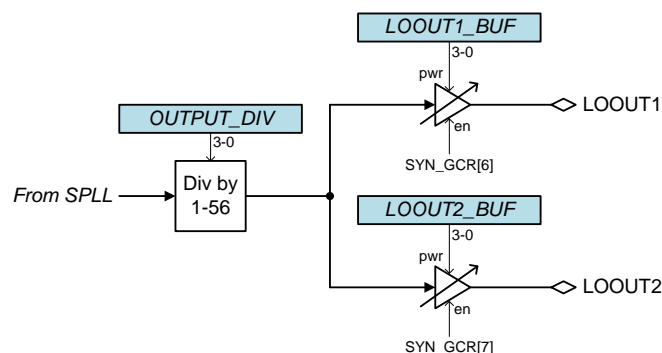 LOOUT1_BUF
3-0
pwr
LOOUT1
en
SYN_GCR[6]
OUTPUT_DIV
3-0
From SPLL
Div by
1-56
LOOUT2_BUF
3-0
pwr
LOOUT2
en
SYN_GCR[7]